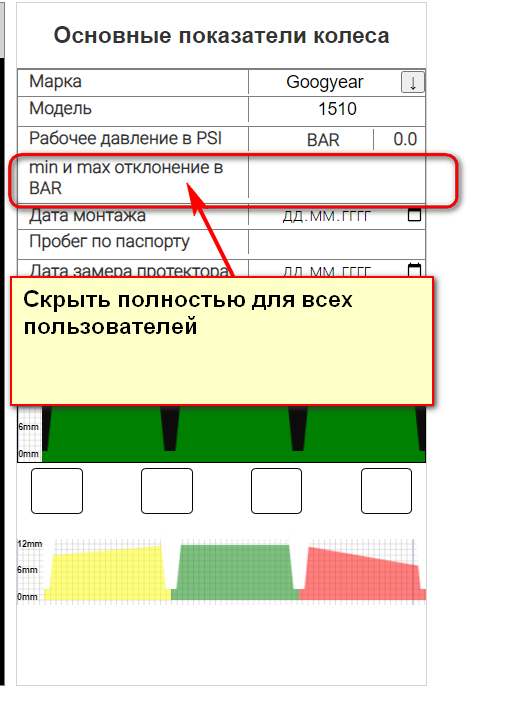 Основные показатели колеса
Марка Googyear ↓
Модель 1510
Рабочее давление в PSI BAR 0.0
min и max отклонение в
BAR
Дата монтажа дд.мм.гггг
Пробег по паспорту
Дата замера протектора дд.мм.гггг
Скрыть полностью для всех
пользователей
6mm
0mm
12mm
6mm
0mm